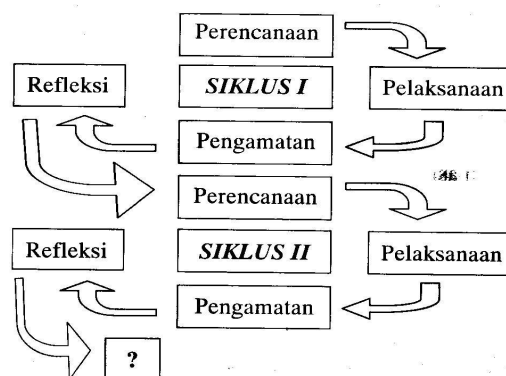 Perencanaan
Refleksi
SIKLUS I
Pelaksanaan
Pengamatan
Perencanaan
Refleksi
SIKLUS II
Pelaksanaan
Pengamatan
?